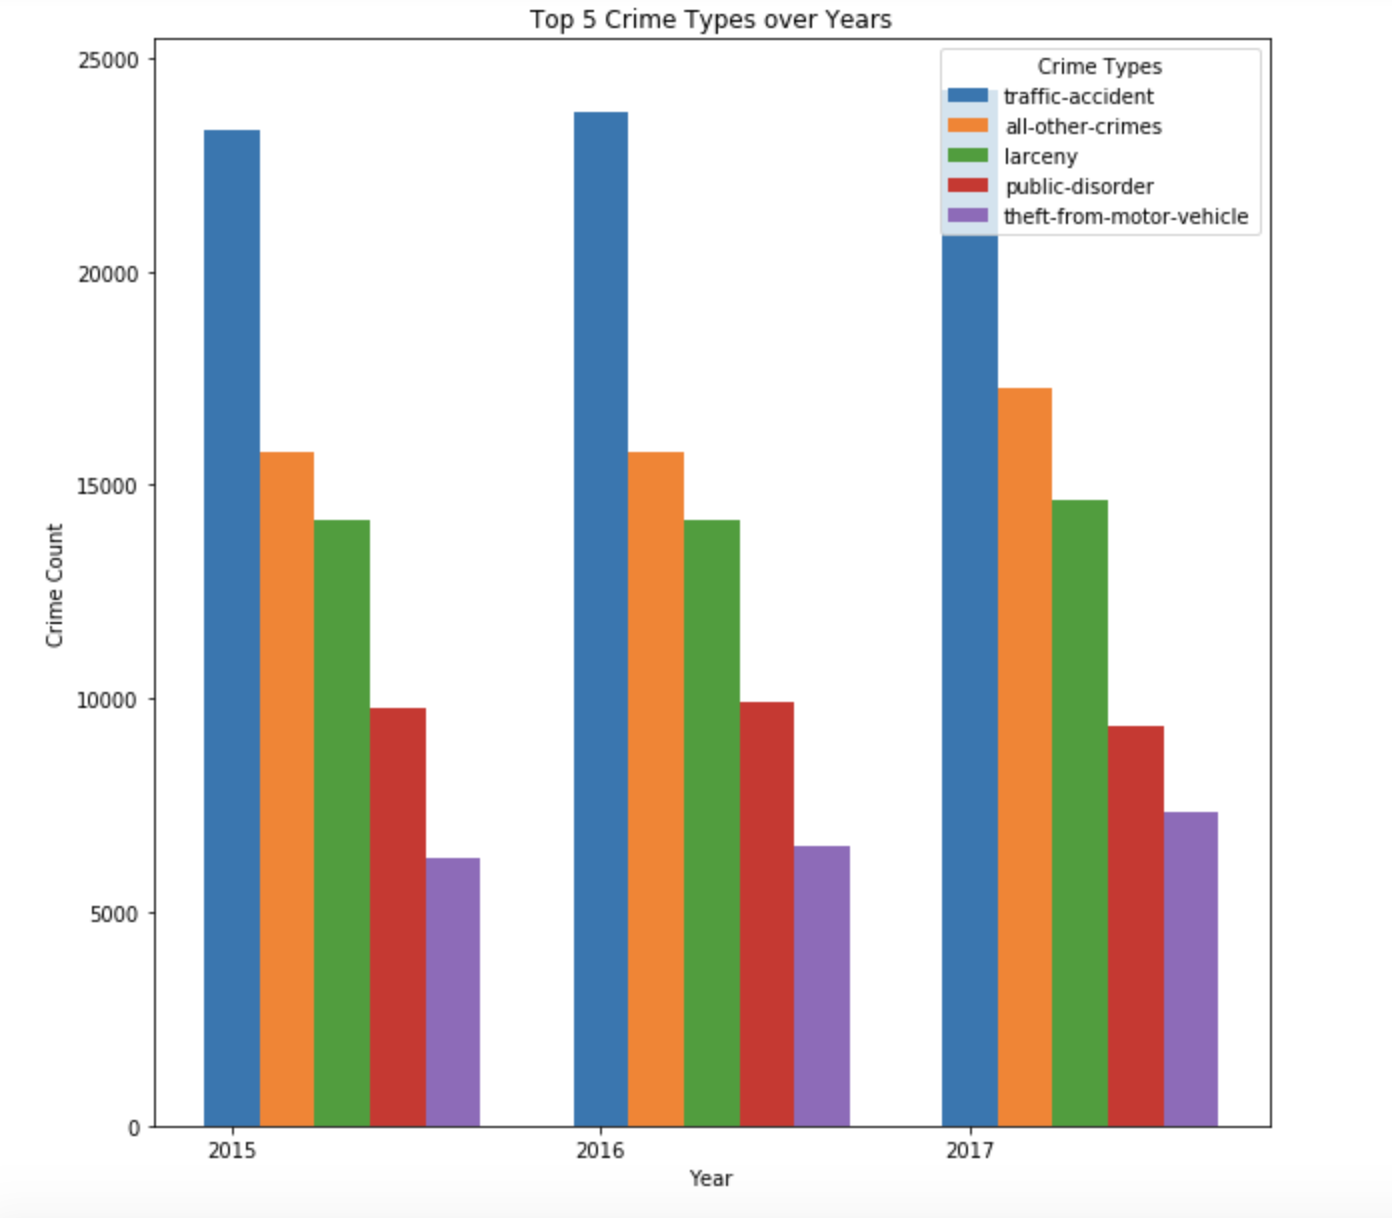 Top 5 Crime Types over Years
Crime Types
traffic-accident
all-other-crimes
larceny
public-disorder
theft-from-motor-vehicle
25000
20000
15000
10000
5000
0
Crime Count
2015 2016 2017
Year